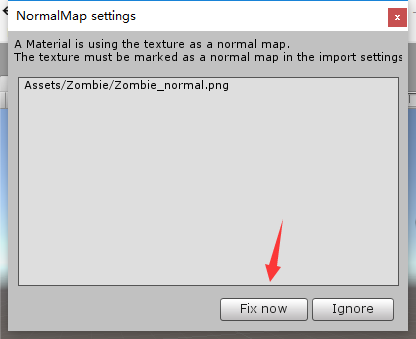 NormalMap settings
A Material is using the texture as a normal map.
The texture must be marked as a normal map in the import settings
Assets/Zombie/Zombie_normal.png
Fix now
Ignore